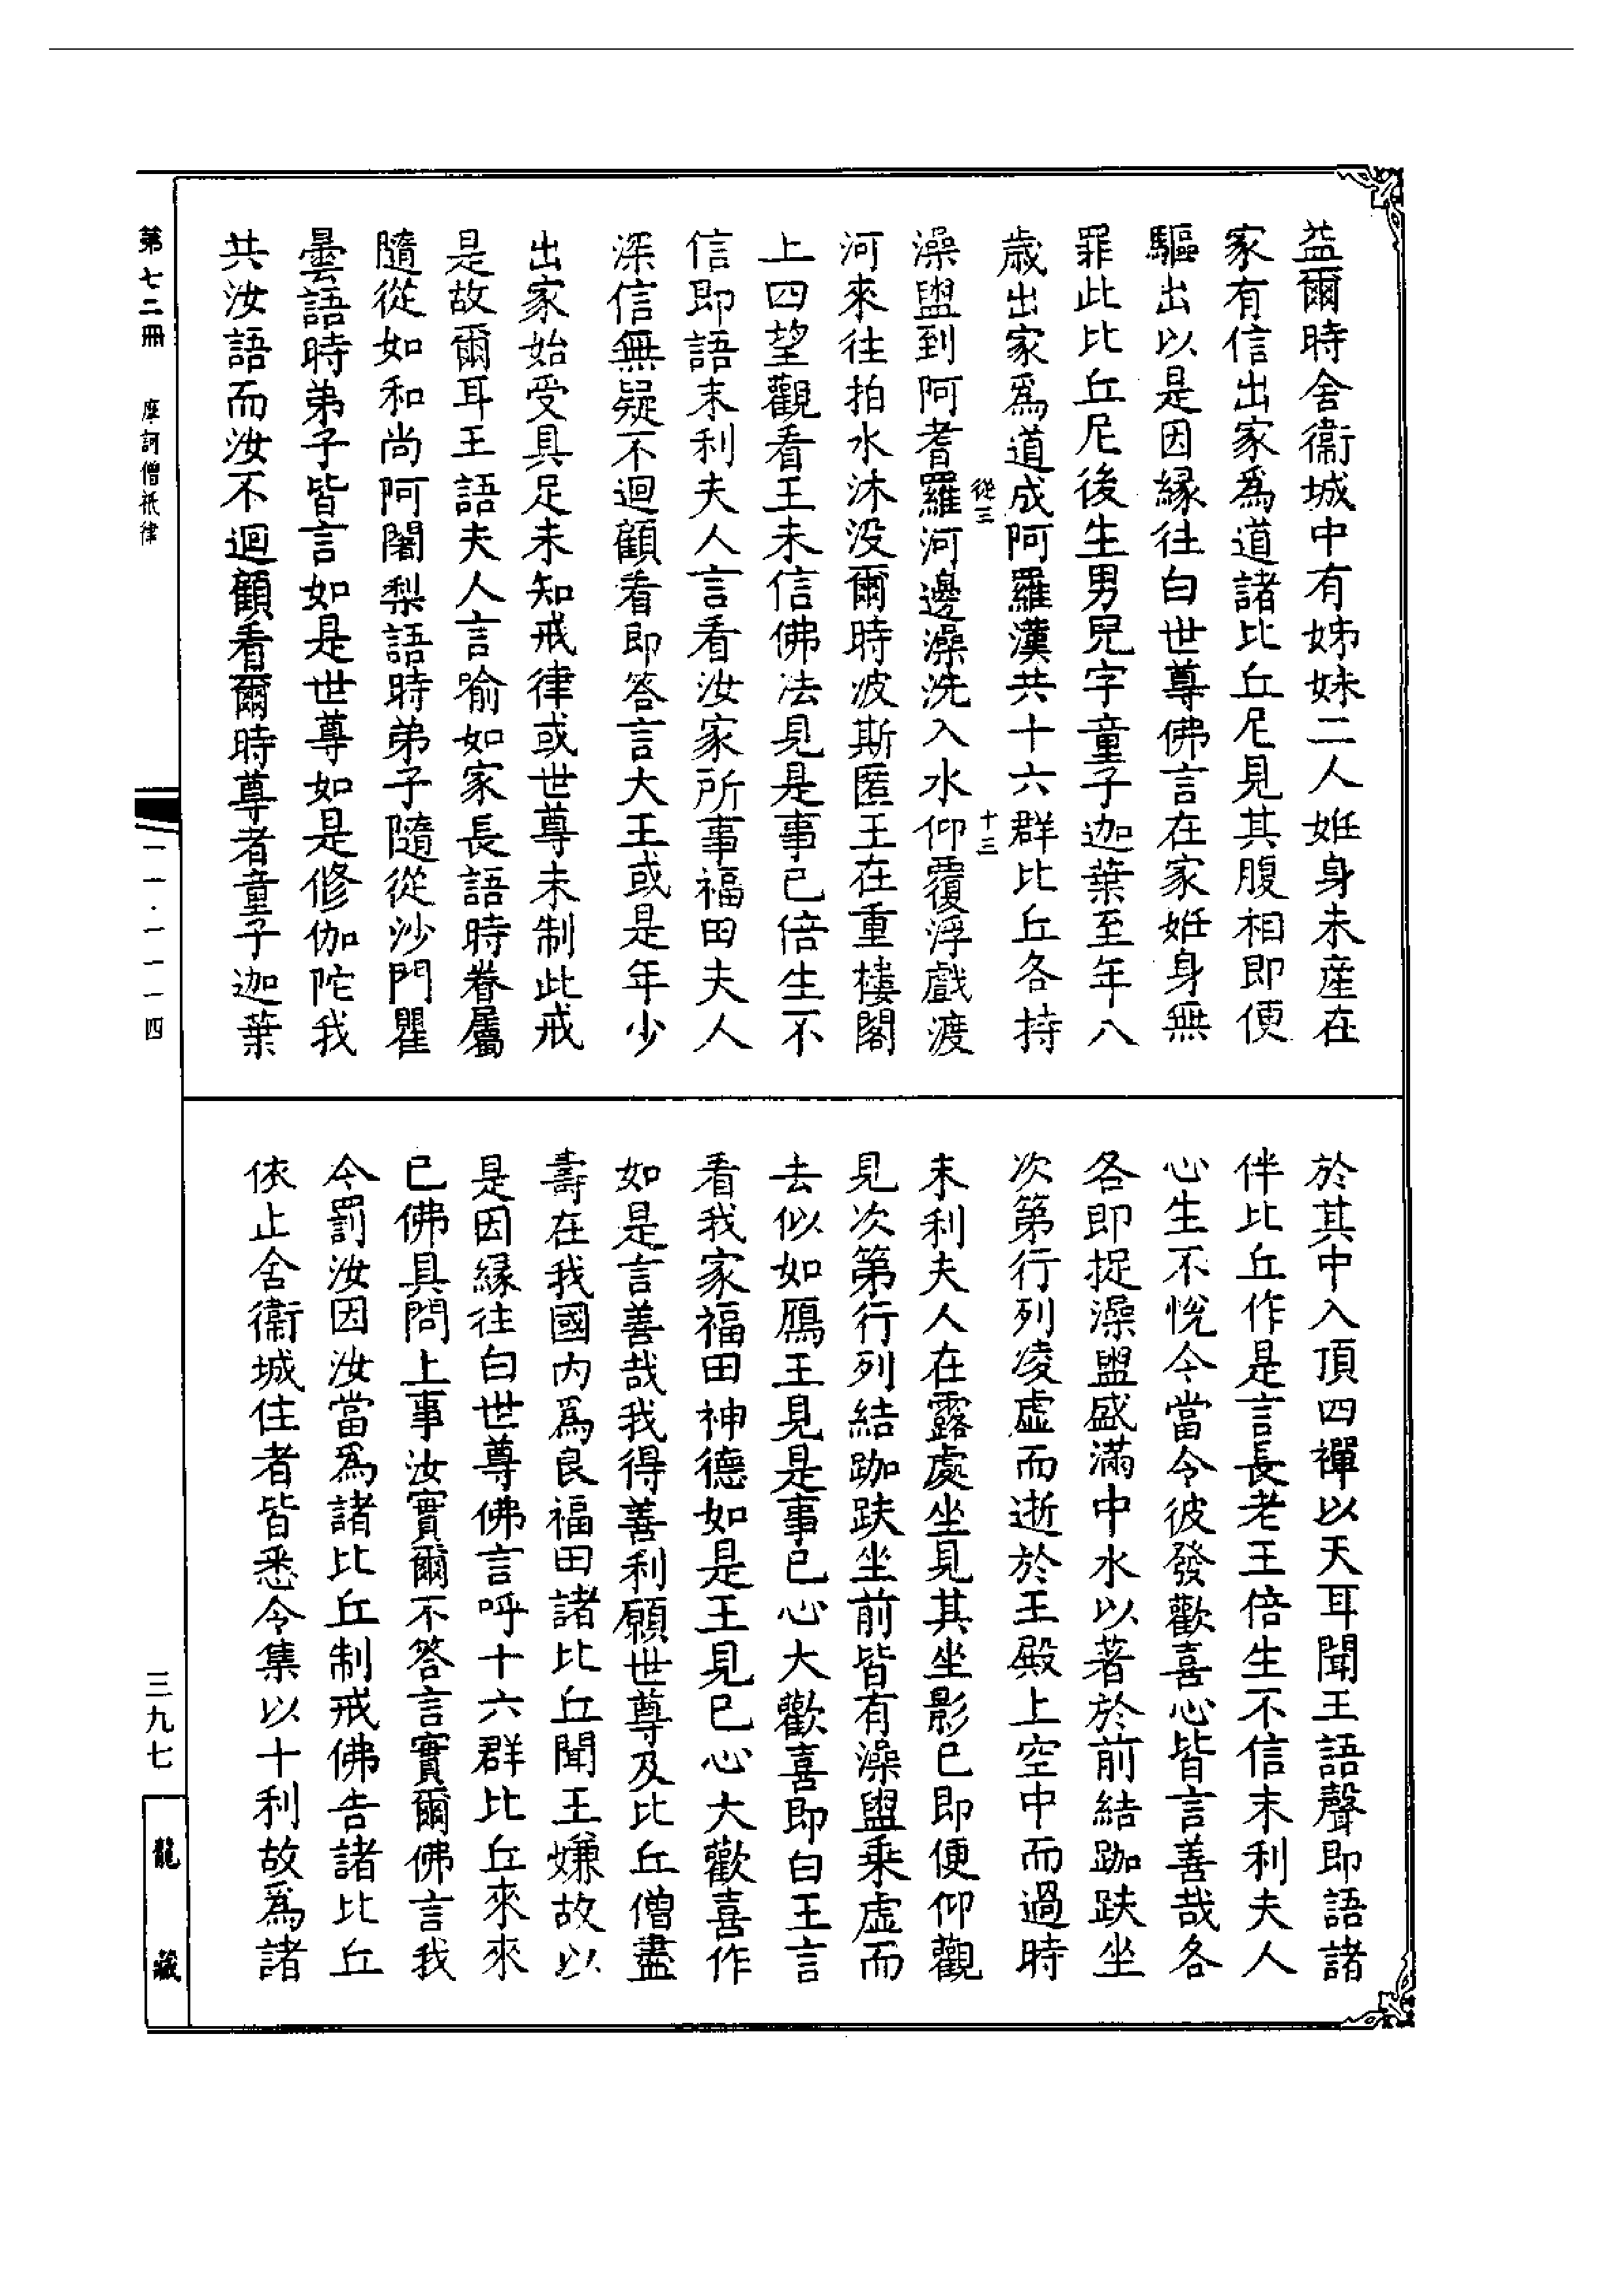 益爾時舍衞城中有姊妹二人姙身未産在
家有信出家爲道諸比丘尼見其腹相即便
驅出以是因緣往白世尊佛言在家姙身無
罪此比丘尼後生男兒字童子迦葉至年八
歲出家爲道成阿羅漢共十六群比丘各持
從三
十三
澡盥到阿耆羅河邊澡洗入水仰覆浮戲渡
河來往拍水沐没爾時波斯匿王在重樓閣
上四望觀看王未信佛法見是事已倍生不
信即語末利夫人言看汝家所事福田夫人
深信無疑不迴顧看即答言大王或是年少
出家始受具足未知戒律或世尊未制此戒
是故爾耳王語夫人言喻如家長語時眷屬
隨從如和尚阿闍梨語時弟子隨從沙門瞿
曇語時弟子皆言如是世尊如是修伽陀我
共汝語而汝不迴顧看爾時尊者童子迦葉
於其中入頂四禪以天耳聞王語聲即語諸
伴比丘作是言長老王倍生不信末利夫人
心生不悅今當令彼發歡喜心皆言善哉各
各即捉澡盥盛滿中水以著於前結跏趺坐
次第行列凌虚而逝於王殿上空中而過時
末利夫人在露處坐見其坐影已即便仰觀
見次第行列結跏趺坐前皆有澡盥乘虚而
去似如鴈王見是事已心大歡喜即白王言
看我家福田神德如是王見已心大歡喜作
如是言善哉我得善利願世尊及比丘僧盡
壽在我國内爲良福田諸比丘聞王嫌故以
是因緣往白世尊佛言呼十六群比丘來來
已佛具問上事汝實爾不答言實爾佛言我
今罰汝因汝當爲諸比丘制戒佛告諸比丘
依止舍衞城住者皆悉令集以十利故爲諸
第七二冊　摩訶僧祇律
一一·一一一四
三九七
龍藏